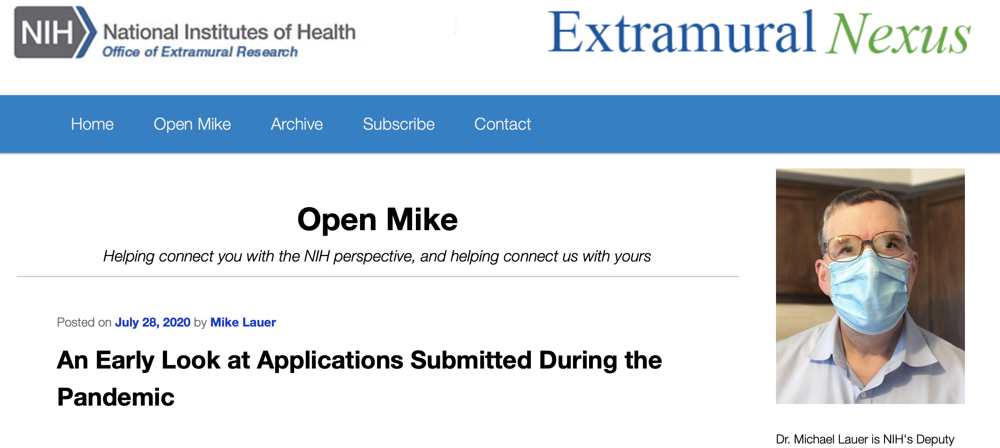 NIH National Institutes of Health
Office of Extramural Research
Extramural Nexus
Home Open Mike Archive Subscribe Contact
Open Mike
Helping connect you with the NIH perspective, and helping connect us with yours
Posted on July 28, 2020 by Mike Lauer
An Early Look at Applications Submitted During the
Pandemic
Dr. Michael Lauer is NIH's Deputy